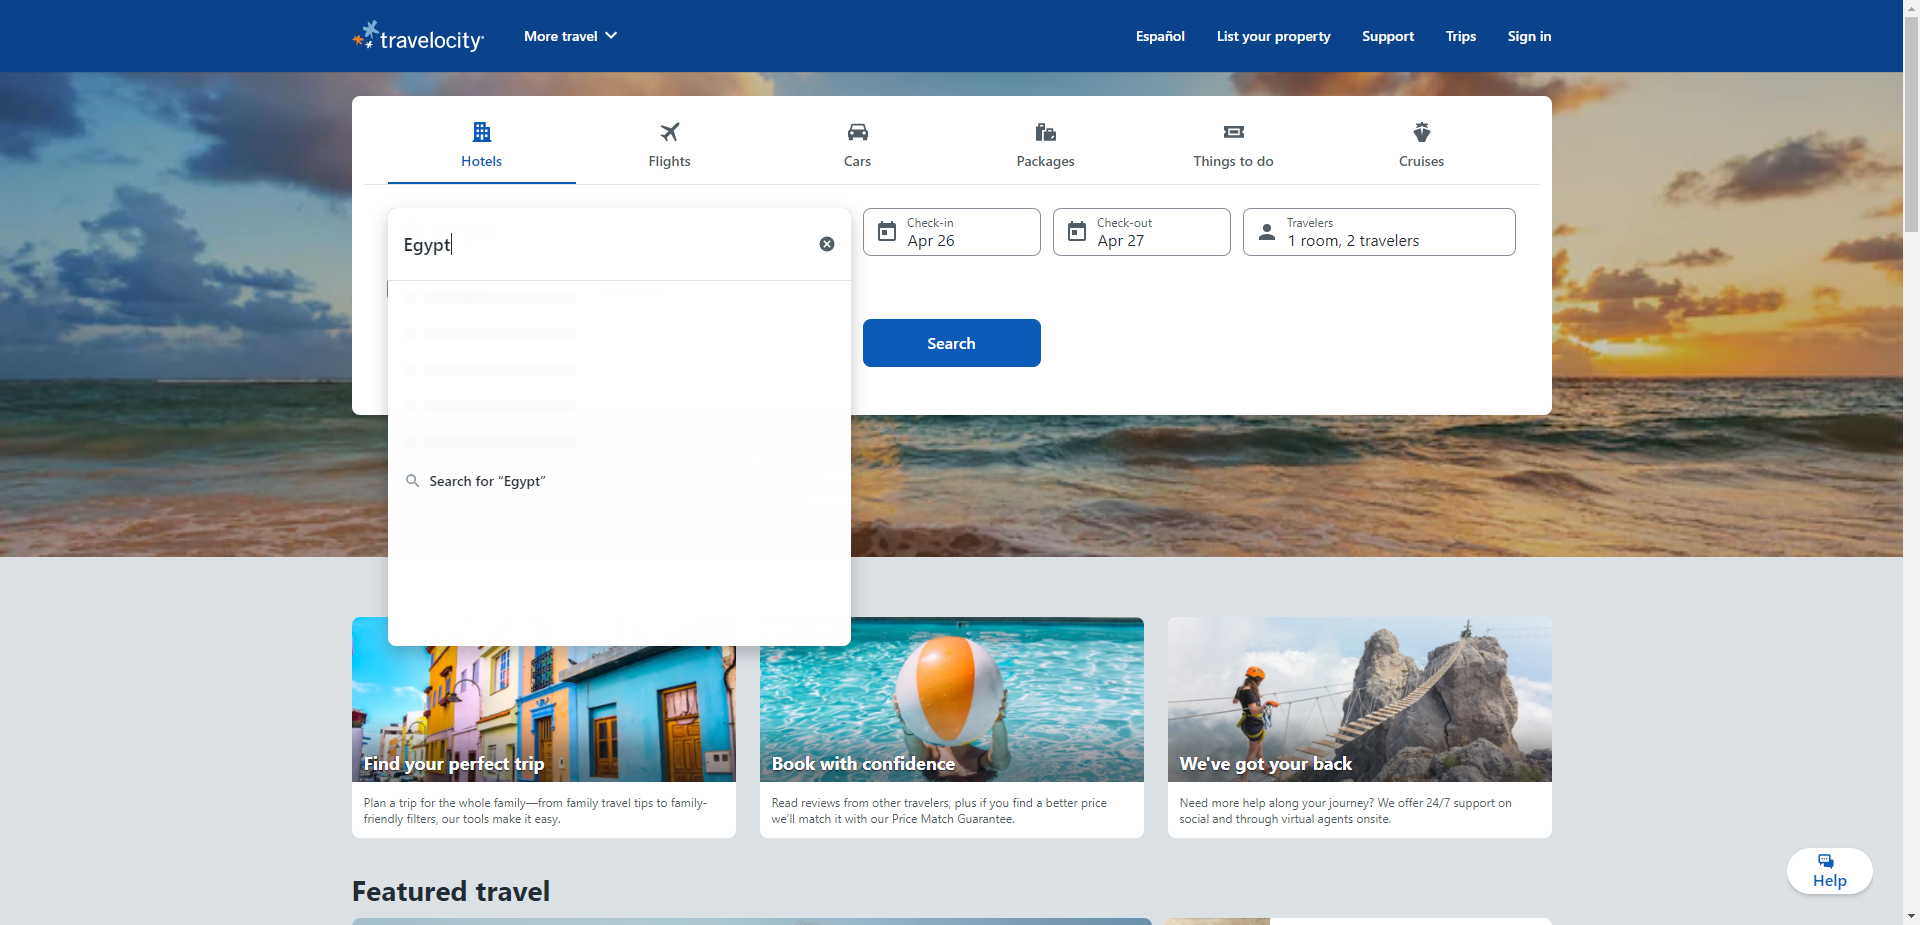 travelocity
More travel
Español
List your property
Support
Trips
Sign in
Hotels
Flights
Cars
Packages
Things to do
Cruises
Egypt
Check-in
Apr 26
Check-out
Apr 27
Travelers
1 room, 2 travelers
Search
Search for “Egypt”
Find your perfect trip
Plan a trip for the whole family—from family travel tips to family-
friendly filters, our tools make it easy.
Book with confidence
Read reviews from other travelers, plus if you find a better price
we’ll match it with our Price Match Guarantee.
We've got your back
Need more help along your journey? We offer 24/7 support on
social and through virtual agents onsite.
Help
Featured travel